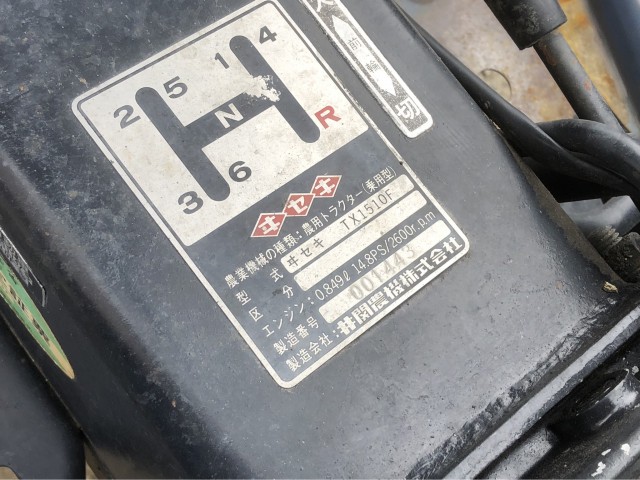 2 5 1 4
N
3 6 R
ヰセキ
農業機械の種類:農用トラクター(乗用型)
型式 ヰセキ TX1510F
区分
エンジン:0.849ℓ 14.8PS/2600r.p.m
製造番号 001443
製造会社:井関農機株式会社
前輪
切